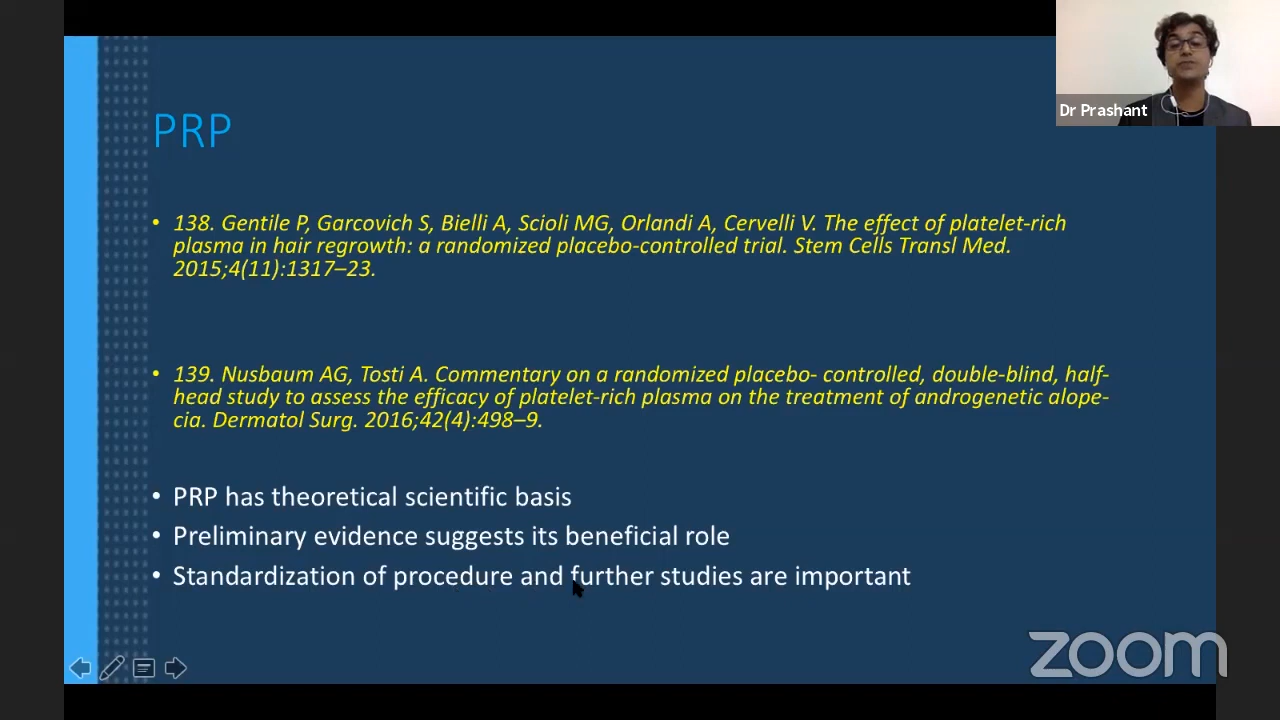 Dr Prashant
PRP
• 138. Gentile P, Garcovich S, Bielli A, Scioli MG, Orlandi A, Cervelli V. The effect of platelet-rich
plasma in hair regrowth: a randomized placebo-controlled trial. Stem Cells Transl Med.
2015;4(11):1317–23.
• 139. Nusbaum AG, Tosti A. Commentary on a randomized placebo- controlled, double-blind, half-
head study to assess the efficacy of platelet-rich plasma on the treatment of androgenetic alope-
cia. Dermatol Surg. 2016;42(4):498–9.
• PRP has theoretical scientific basis
• Preliminary evidence suggests its beneficial role
• Standardization of procedure and further studies are important
zoom